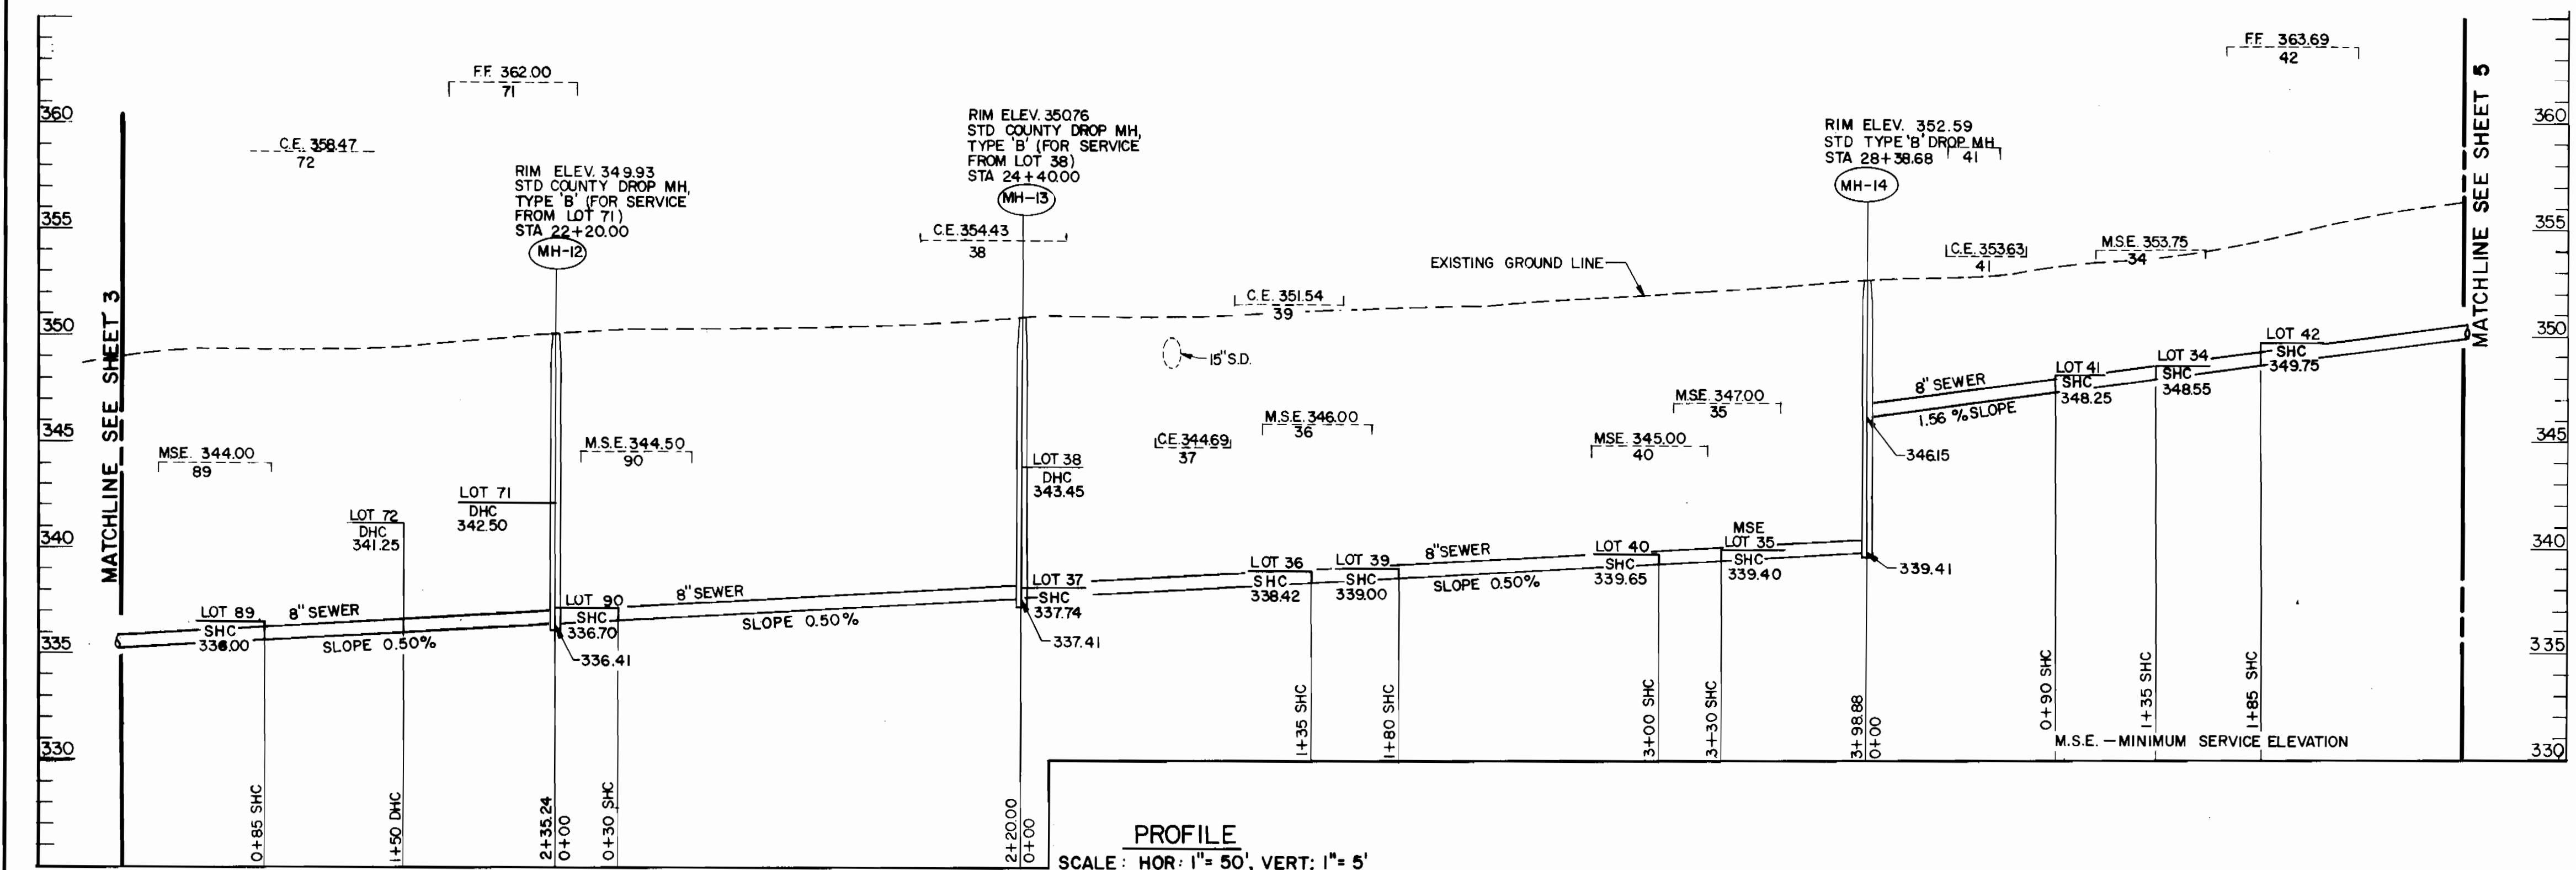 360
355
350
345
340
335
330
MATCHLINE SEE SHEET 3
F.F. 362.00
71
C.E. 358.47
72
RIM ELEV. 349.93
STD COUNTY DROP MH,
TYPE 'B' (FOR SERVICE
FROM LOT 71)
STA 22+20.00
MH-12
M.S.E. 344.00
89
LOT 72
DHC
341.25
LOT 71
DHC
342.50
M.S.E. 344.50
90
LOT 89
SHC
336.00
8" SEWER
SLOPE 0.50%
LOT 90
SHC
336.70
336.41
8" SEWER
SLOPE 0.50%
0+85 SHC
1+50 DHC
2+35.24
0+00
0+30 SHC
RIM ELEV. 350.76
STD COUNTY DROP MH,
TYPE 'B' (FOR SERVICE
FROM LOT 38)
STA 24+40.00
MH-13
C.E. 354.43
38
LOT 38
DHC
343.45
LOT 37
SHC
337.74
337.41
2+20.00
0+00
C.E. 351.54
39
15" S.D.
EXISTING GROUND LINE
C.E. 344.69
37
M.S.E. 346.00
36
M.S.E. 345.00
40
M.S.E. 347.00
35
LOT 36
SHC
338.42
LOT 39
SHC
339.00
8" SEWER
SLOPE 0.50%
LOT 40
SHC
339.65
MSE
LOT 35
SHC
339.40
1+35 SHC
1+80 SHC
3+00 SHC
3+30 SHC
3+98.88
0+00
RIM ELEV. 352.59
STD TYPE 'B' DROP MH
STA 28+38.68
41
MH-14
339.41
346.15
C.E. 353.63
41
M.S.E. 353.75
34
F.F. 363.69
42
8" SEWER
1.56 % SLOPE
LOT 41
SHC
348.25
LOT 34
SHC
348.55
LOT 42
SHC
349.75
0+90 SHC
1+35 SHC
1+85 SHC
M.S.E. — MINIMUM SERVICE ELEVATION
MATCHLINE SEE SHEET 5
360
355
350
345
340
335
330
PROFILE
SCALE: HOR: 1"= 50', VERT: 1"= 5'